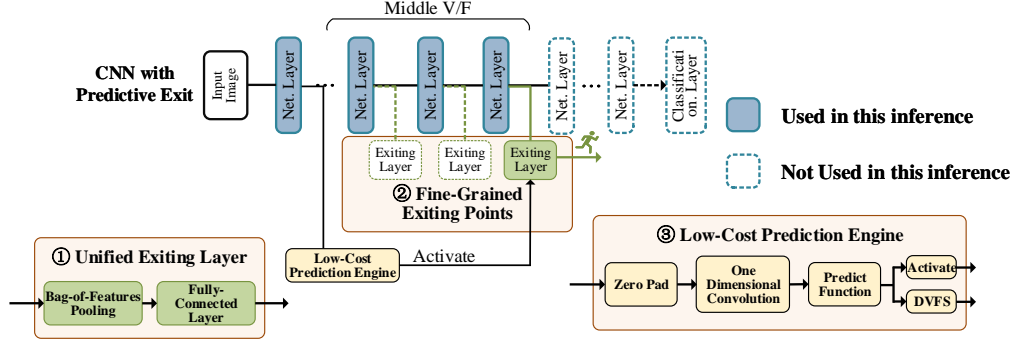 Middle V/F
CNN with
Predictive Exit
Input
Image
Net. Layer
...
Net. Layer
Net. Layer
Net. Layer
Net. Layer
...
Net. Layer
Classificati
on. Layer
Used in this inference
Not Used in this inference
Exiting
Layer
Exiting
Layer
Exiting
Layer
② Fine-Grained
Exiting Points
Low-Cost
Prediction Engine
Activate
① Unified Exiting Layer
Bag-of-Features
Pooling
Fully-
Connected
Layer
③ Low-Cost Prediction Engine
Zero Pad
One
Dimensional
Convolution
Predict
Function
Activate
DVFS